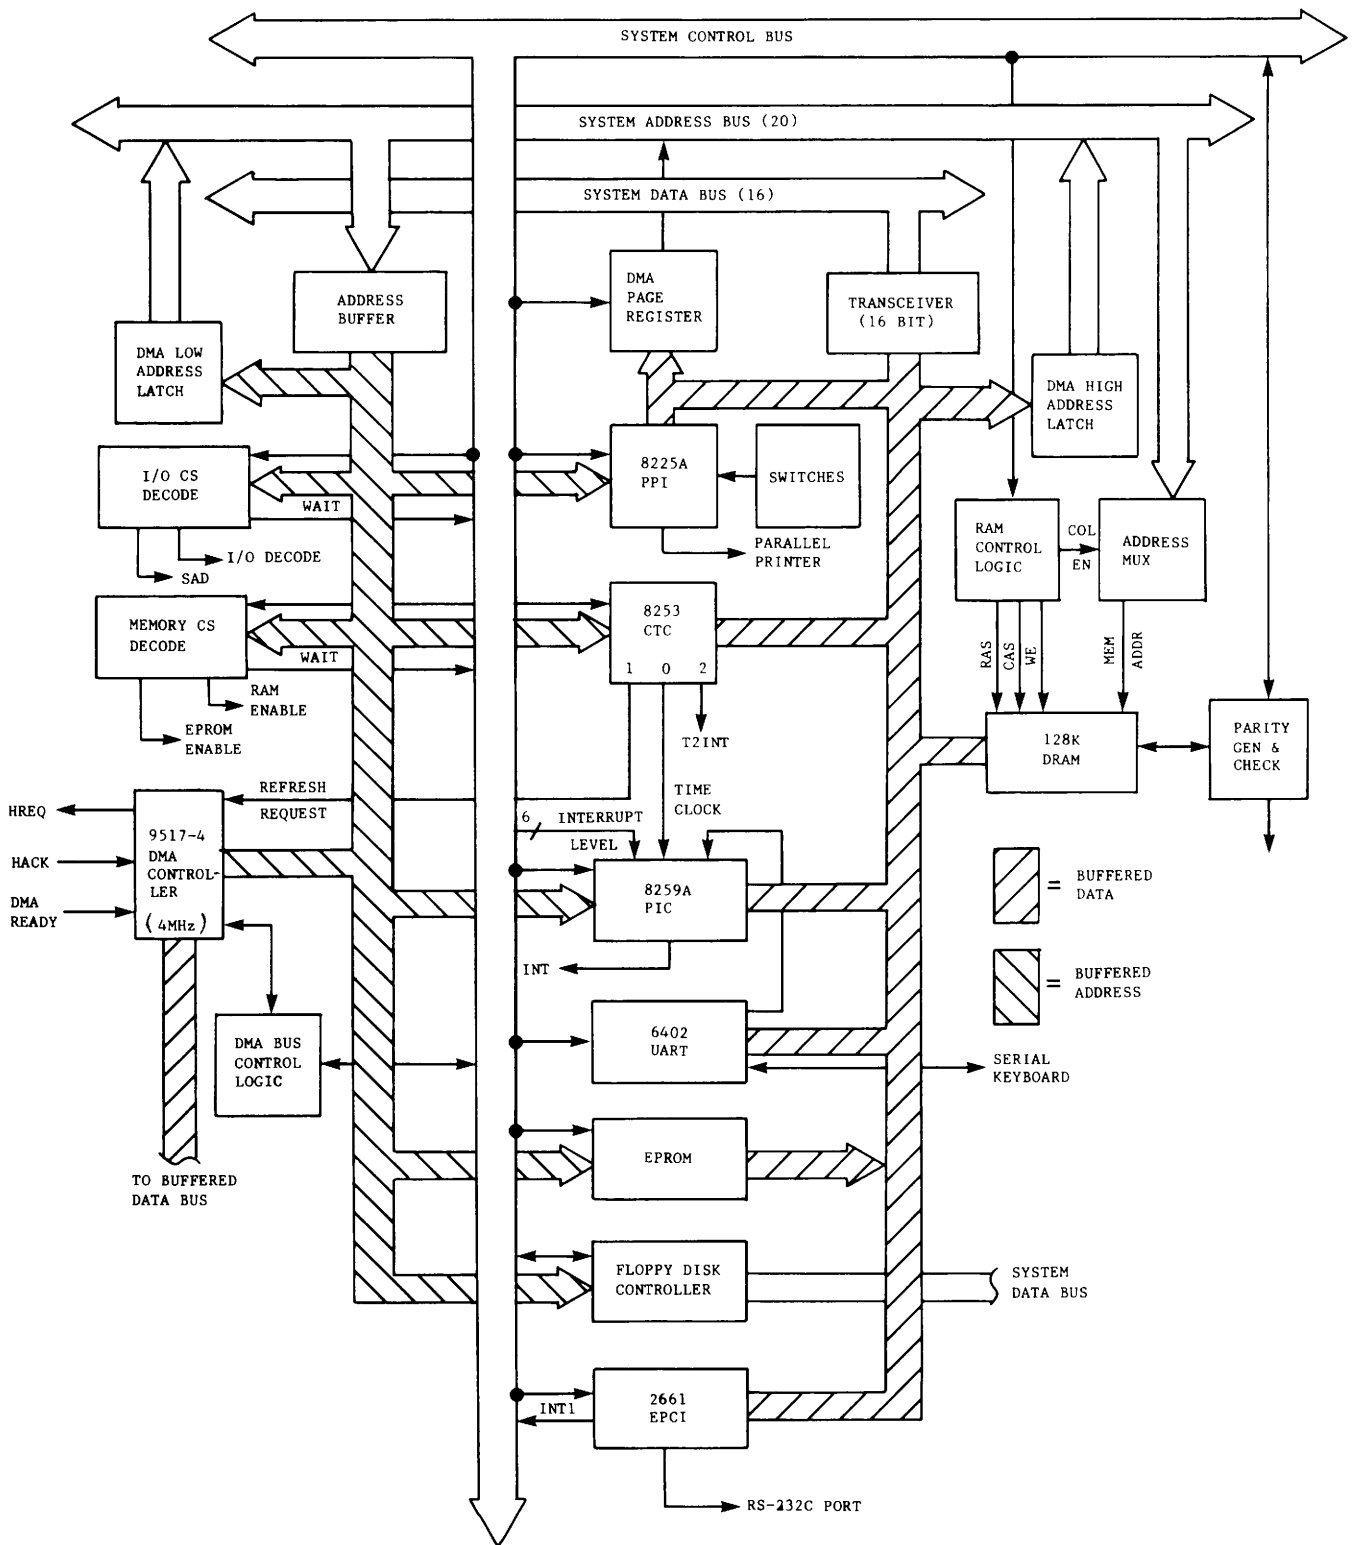 SYSTEM CONTROL BUS
SYSTEM ADDRESS BUS (20)
SYSTEM DATA BUS (16)
ADDRESS
BUFFER
DMA
PAGE
REGISTER
TRANSCEIVER
(16 BIT)
DMA LOW
ADDRESS
LATCH
DMA HIGH
ADDRESS
LATCH
I/O CS
DECODE
WAIT
I/O DECODE
SAD
8225A
PPI
SWITCHES
PARALLEL
PRINTER
RAM
CONTROL
LOGIC
COL
EN
ADDRESS
MUX
MEMORY CS
DECODE
WAIT
RAM
ENABLE
EPROM
ENABLE
8253
CTC
1 0 2
T2INT
TIME
CLOCK
RAS
CAS
WE
MEM
ADDR
128K
DRAM
PARITY
GEN &
CHECK
HREQ
HACK
DMA
READY
9517-4
DMA
CONTROL-
LER
(4MHz)
REFRESH
REQUEST
6
INTERRUPT
LEVEL
8259A
PIC
INT
= BUFFERED
DATA
= BUFFERED
ADDRESS
DMA BUS
CONTROL
LOGIC
6402
UART
SERIAL
KEYBOARD
TO BUFFERED
DATA BUS
EPROM
FLOPPY DISK
CONTROLLER
SYSTEM
DATA BUS
INT1
2661
EPCI
RS-232C PORT